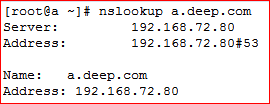 [root@a ~]# nslookup a.deep.com
Server:         192.168.72.80
Address:        192.168.72.80#53
Name:   a.deep.com
Address: 192.168.72.80